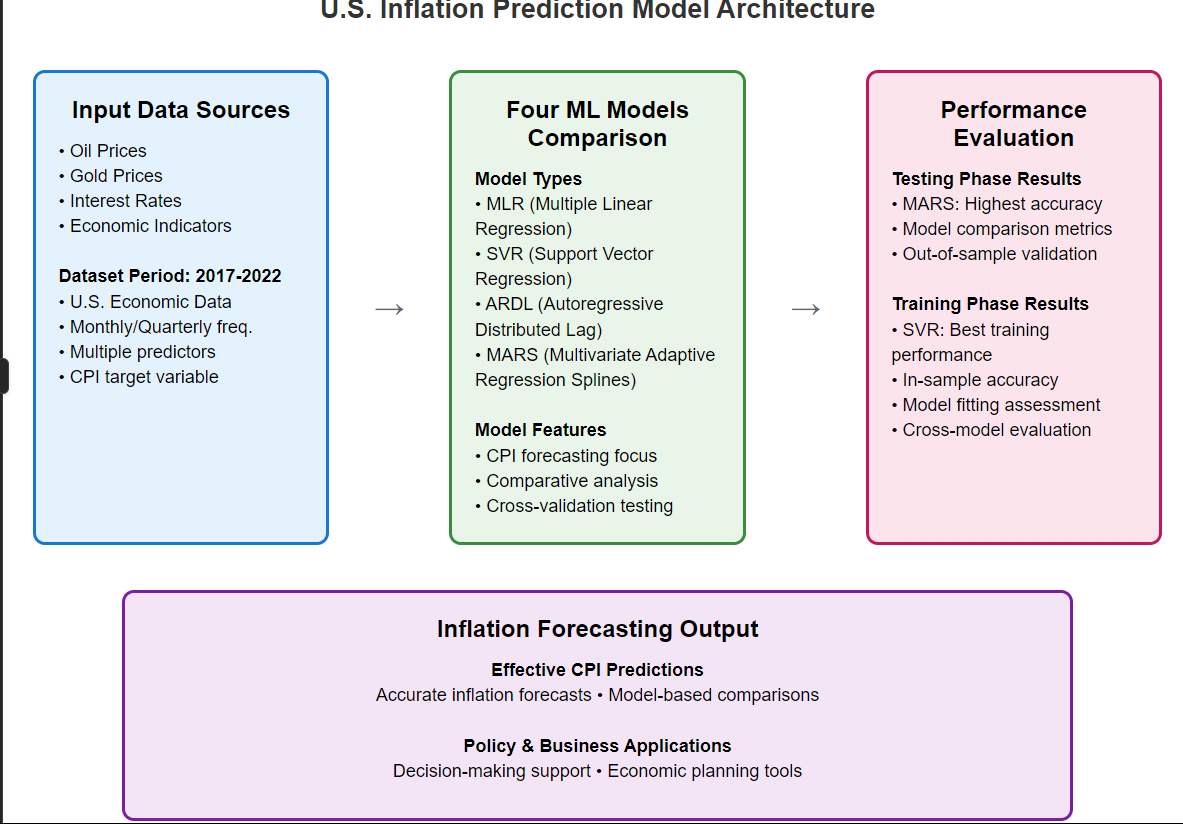 U.S. Inflation Prediction Model Architecture
Input Data Sources
• Oil Prices
• Gold Prices
• Interest Rates
• Economic Indicators
Dataset Period: 2017-2022
• U.S. Economic Data
• Monthly/Quarterly freq.
• Multiple predictors
• CPI target variable
→
Four ML Models
Comparison
Model Types
• MLR (Multiple Linear
Regression)
• SVR (Support Vector
Regression)
• ARDL (Autoregressive
Distributed Lag)
• MARS (Multivariate Adaptive
Regression Splines)
Model Features
• CPI forecasting focus
• Comparative analysis
• Cross-validation testing
→
Performance
Evaluation
Testing Phase Results
• MARS: Highest accuracy
• Model comparison metrics
• Out-of-sample validation
Training Phase Results
• SVR: Best training
performance
• In-sample accuracy
• Model fitting assessment
• Cross-model evaluation
Inflation Forecasting Output
Effective CPI Predictions
Accurate inflation forecasts • Model-based comparisons
Policy & Business Applications
Decision-making support • Economic planning tools